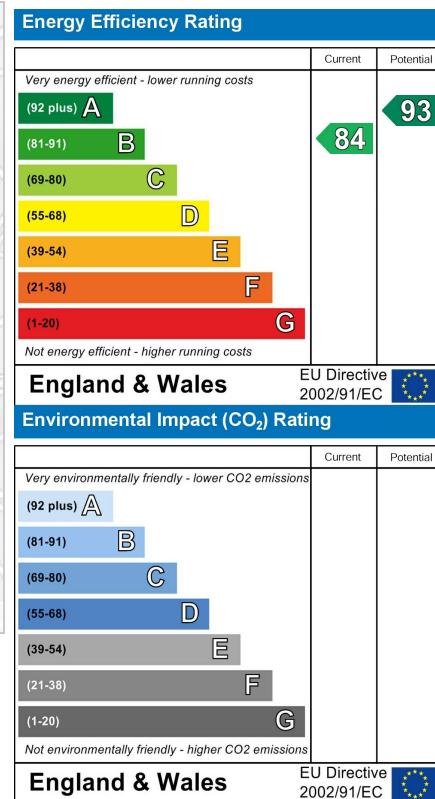 Energy Efficiency Rating
Current Potential
Very energy efficient - lower running costs
(92 plus) A
(81-91) B
(69-80) C
(55-68) D
(39-54) E
(21-38) F
(1-20) G
84
93
Not energy efficient - higher running costs
England & Wales
EU Directive
2002/91/EC
Environmental Impact (CO₂) Rating
Current Potential
Very environmentally friendly - lower CO2 emissions
(92 plus) A
(81-91) B
(69-80) C
(55-68) D
(39-54) E
(21-38) F
(1-20) G
Not environmentally friendly - higher CO2 emissions
England & Wales
EU Directive
2002/91/EC